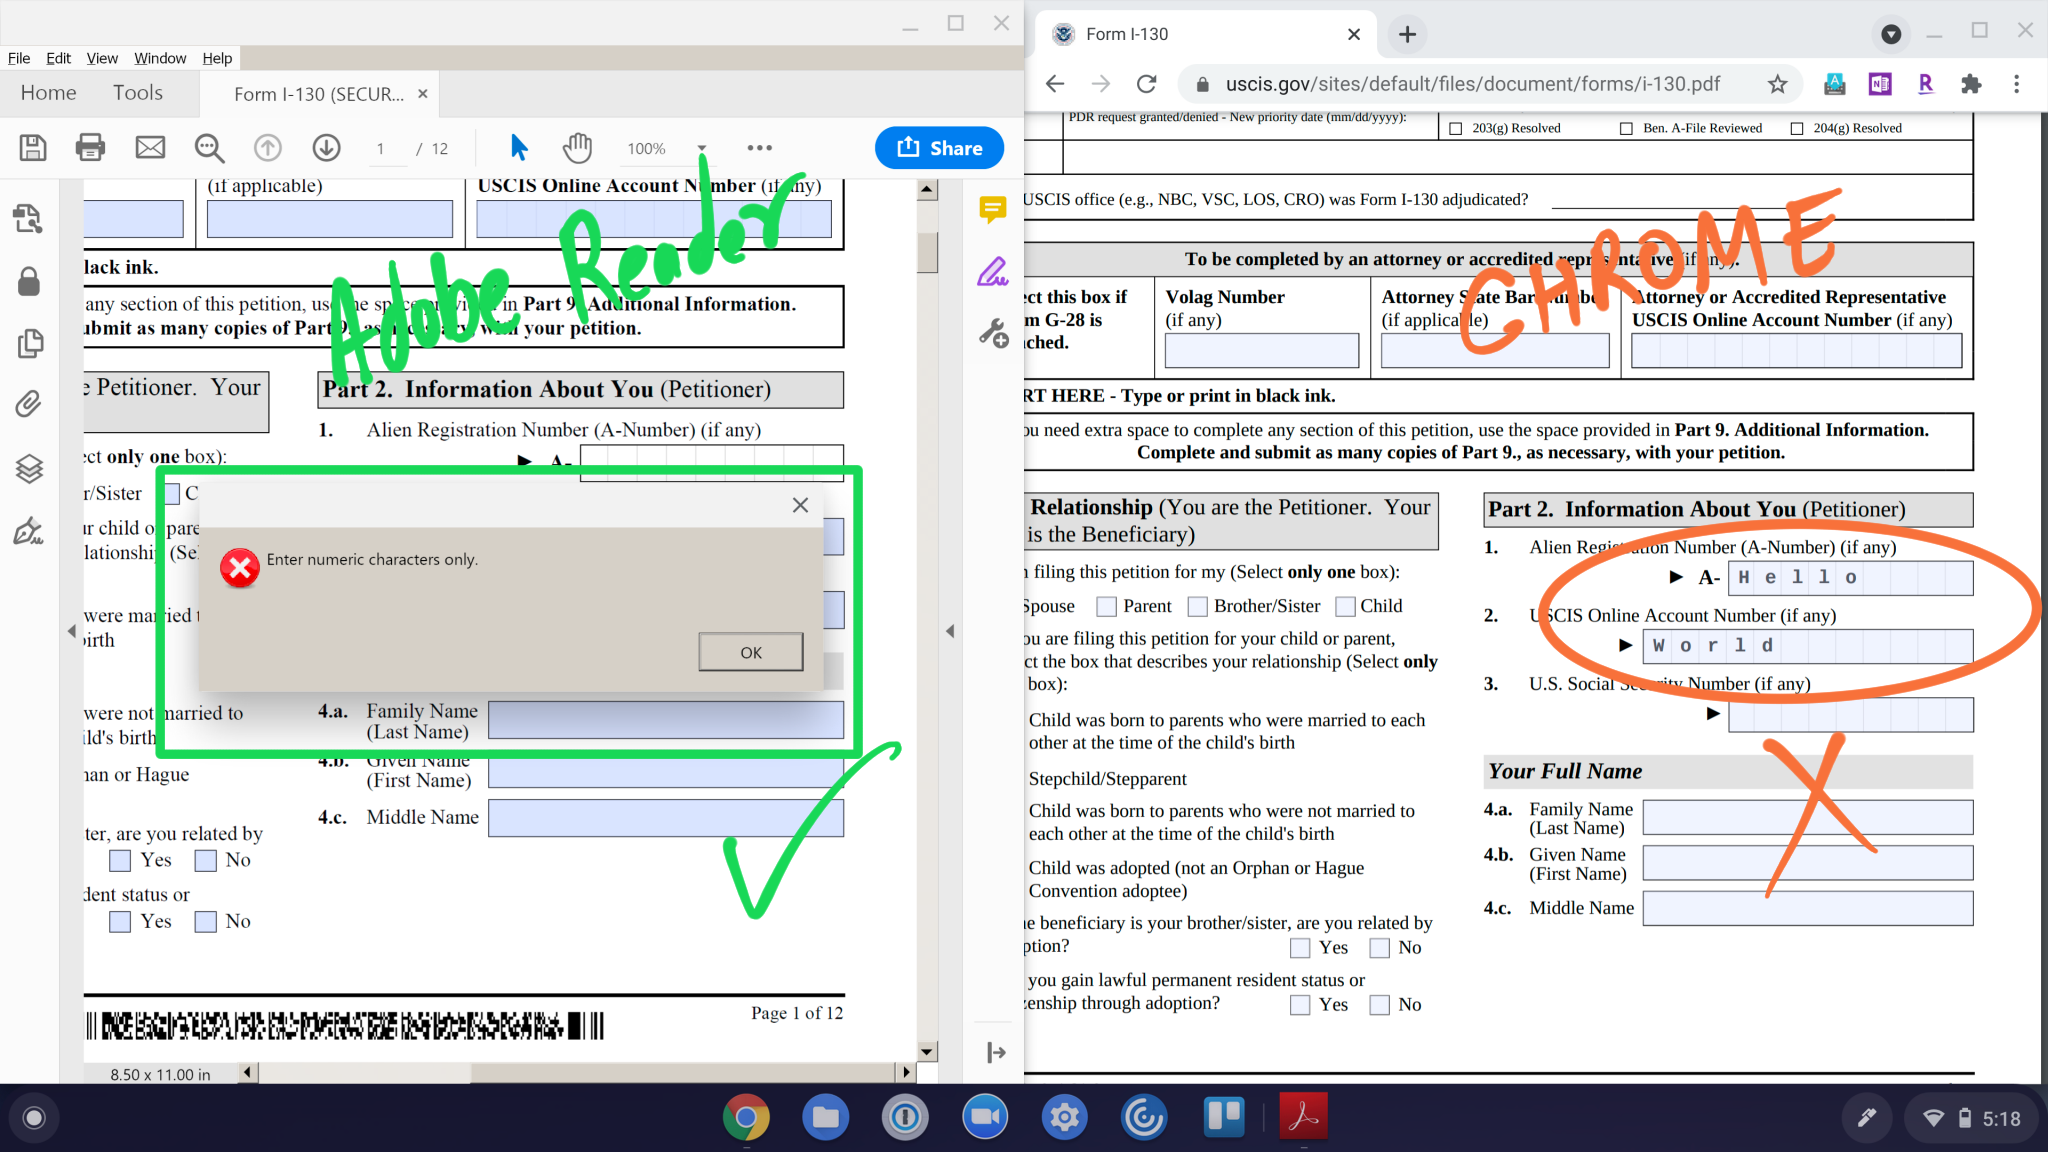 File Edit View Window Help
Home Tools Form I-130 (SECUR... ×
1 / 12 100% Share
(if applicable) USCIS Online Account Number (if any)
lack ink.
any section of this petition, use the space provided in Part 9. Additional Information.
ubmit as many copies of Part 9., as necessary, with your petition.
Adobe Reader
e Petitioner. Your
Part 2. Information About You (Petitioner)
1. Alien Registration Number (A-Number) (if any)
ect only one box):
A-
r/Sister C
ur child or pare
lationship (Se
Enter numeric characters only.
OK
were married t
irth
were not married to
ild's birth
4.a. Family Name
(Last Name)
4.b. Given Name
(First Name)
nan or Hague
4.c. Middle Name
ter, are you related by
Yes No
dent status or
Yes No
Page 1 of 12
8.50 x 11.00 in
Form I-130
uscis.gov/sites/default/files/document/forms/i-130.pdf
PDR request granted/denied - New priority date (mm/dd/yyyy):
203(g) Resolved Ben. A-File Reviewed 204(g) Resolved
USCIS office (e.g., NBC, VSC, LOS, CRO) was Form I-130 adjudicated?
CHROME
To be completed by an attorney or accredited representative (if any).
ect this box if
m G-28 is
ched.
Volag Number
(if any)
Attorney State Bar Number
(if applicable)
Attorney or Accredited Representative
USCIS Online Account Number (if any)
RT HERE - Type or print in black ink.
ou need extra space to complete any section of this petition, use the space provided in Part 9. Additional Information.
Complete and submit as many copies of Part 9., as necessary, with your petition.
Relationship (You are the Petitioner. Your
is the Beneficiary)
n filing this petition for my (Select only one box):
Spouse Parent Brother/Sister Child
ou are filing this petition for your child or parent,
ct the box that describes your relationship (Select only
box):
Child was born to parents who were married to each
other at the time of the child's birth
Stepchild/Stepparent
Child was born to parents who were not married to
each other at the time of the child's birth
Child was adopted (not an Orphan or Hague
Convention adoptee)
he beneficiary is your brother/sister, are you related by
ption?
Yes No
you gain lawful permanent resident status or
zenship through adoption?
Yes No
Part 2. Information About You (Petitioner)
1. Alien Registration Number (A-Number) (if any)
A- Hello
2. USCIS Online Account Number (if any)
World
3. U.S. Social Security Number (if any)
Your Full Name
4.a. Family Name
(Last Name)
4.b. Given Name
(First Name)
4.c. Middle Name
5:18